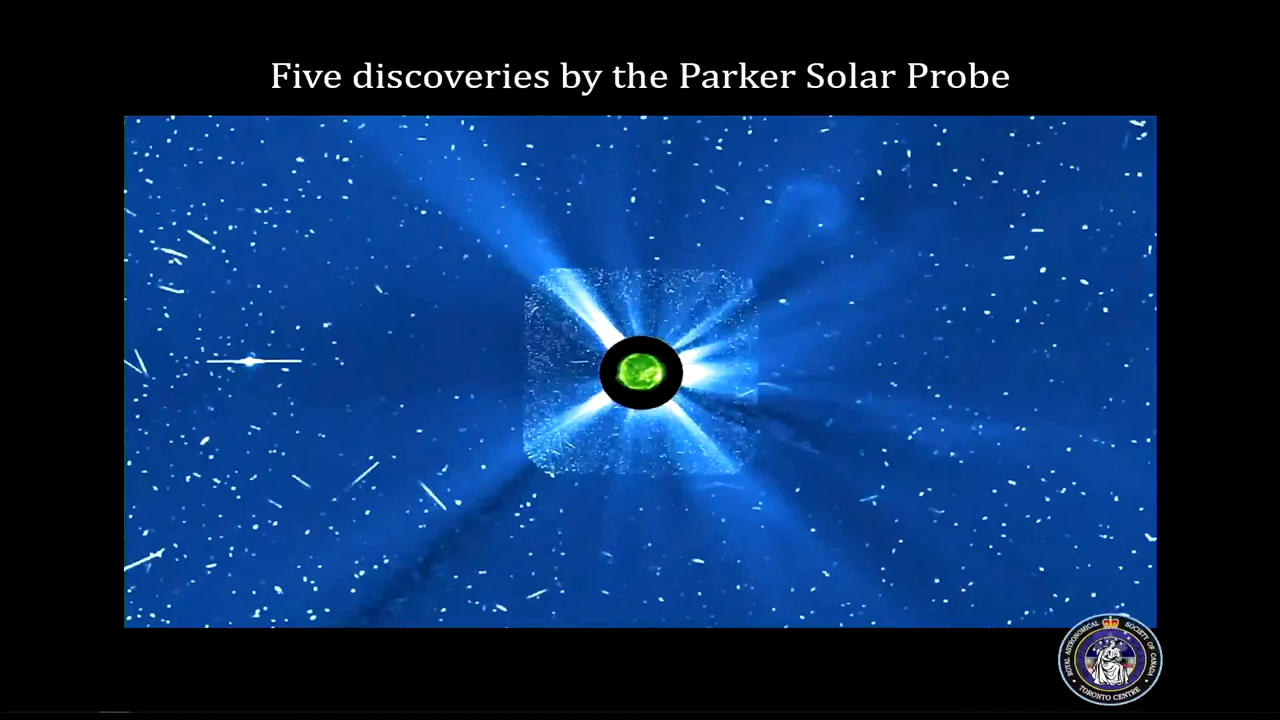 Five discoveries by the Parker Solar Probe
ROYAL ASTRONOMICAL SOCIETY OF CANADA
TORONTO CENTRE